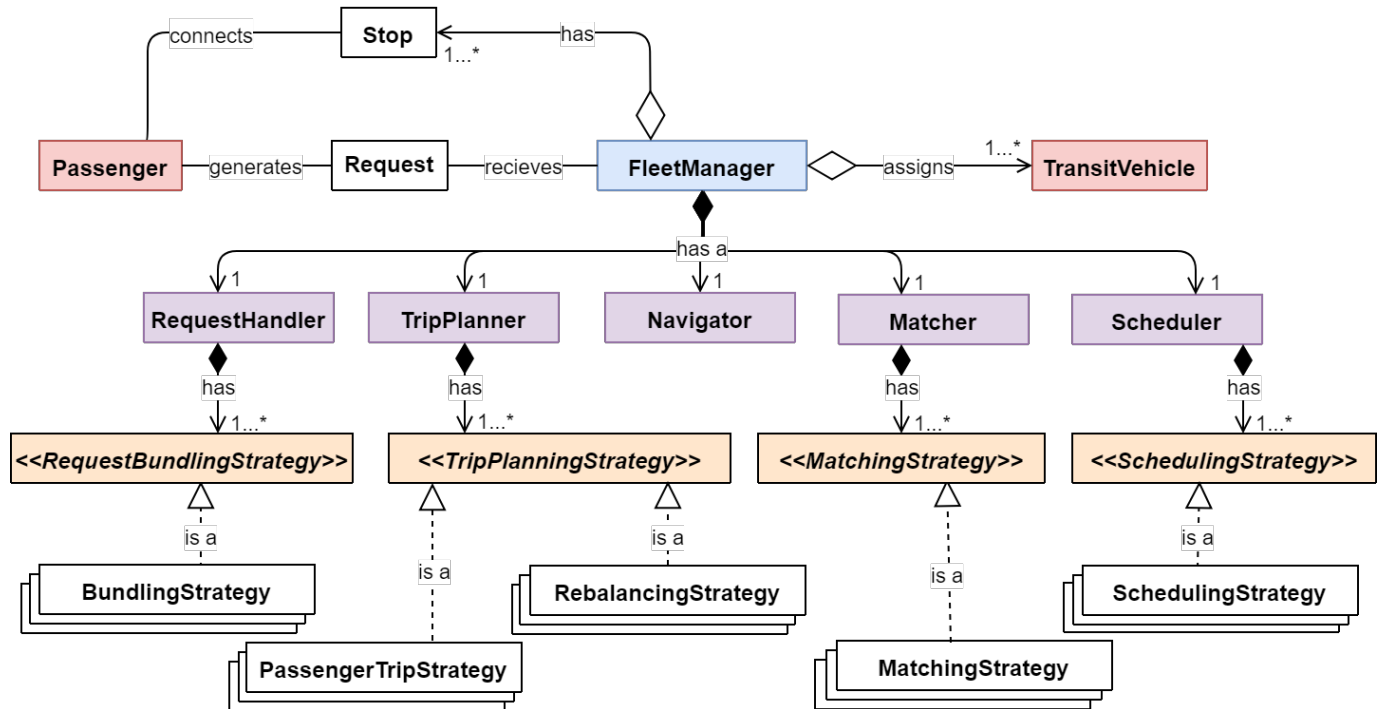 connects
Stop
has
1...*
Passenger
generates
Request
recieves
FleetManager
assigns
1...*
TransitVehicle
has a
1
1
1
1
1
RequestHandler
TripPlanner
Navigator
Matcher
Scheduler
has
has
has
has
1...*
1...*
1...*
1...*
<<RequestBundlingStrategy>>
<<TripPlanningStrategy>>
<<MatchingStrategy>>
<<SchedulingStrategy>>
is a
is a
is a
is a
is a
BundlingStrategy
RebalancingStrategy
SchedulingStrategy
PassengerTripStrategy
MatchingStrategy